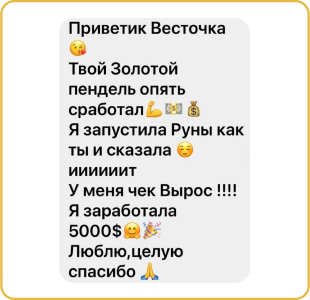 Приветик Весточка
😘
Твой Золотой
пендель опять
сработал💪💵💰
Я запустила Руны как
ты и сказала ☺️
ииииииит
У меня чек Вырос !!!!
Я заработала
5000$🤗🎉
Люблю,целую
спасибо 🙏